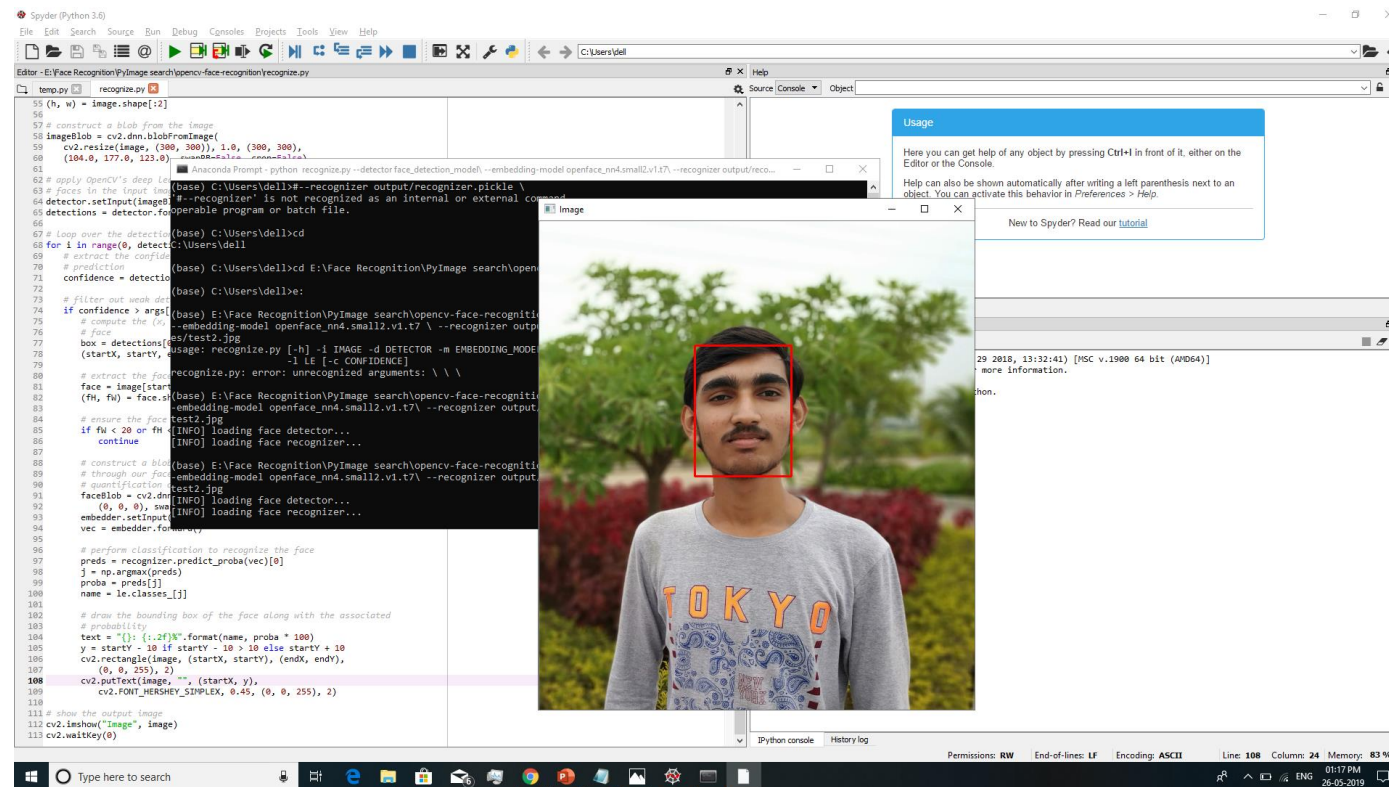 Spyder (Python 3.6)
File Edit Search Source Run Debug Consoles Projects Tools View Help
C:\Users\dell
Editor - E:\Face Recognition\PyImage search\opencv-face-recognition\recognize.py
temp.py recognize.py
55 (h, w) = image.shape[:2]
56
57 # construct a blob from the image
58 imageBlob = cv2.dnn.blobFromImage(
59 cv2.resize(image, (300, 300)), 1.0, (300, 300),
60 (104.0, 177.0, 123.0), swapRB=False, crop=False)
61
62 # apply OpenCV's deep le
63 # faces in the input ima
64 detector.setInput(imageB
65 detections = detector.for
66
67 # loop over the detection
68 for i in range(0, detect
69 # extract the confide
70 # prediction
71 confidence = detectio
72
73 # filter out weak det
74 if confidence > args[
75 # compute the (x,
76 # face
77 box = detections[0
78 (startX, startY, e
79
80 # extract the face
81 face = image[start
82 (fH, fW) = face.sh
83
84 # ensure the face
85 if fW < 20 or fH <
86 continue
87
88 # construct a blob
89 # through our face
90 # quantification o
91 faceBlob = cv2.dnn
92 (0, 0, 0), swa
93 embedder.setInput(
94 vec = embedder.forward()
95
96 # perform classification to recognize the face
97 preds = recognizer.predict_proba(vec)[0]
98 j = np.argmax(preds)
99 proba = preds[j]
100 name = le.classes_[j]
101
102 # draw the bounding box of the face along with the associated
103 # probability
104 text = "{}: {:.2f}%".format(name, proba * 100)
105 y = startY - 10 if startY - 10 > 10 else startY + 10
106 cv2.rectangle(image, (startX, startY), (endX, endY),
107 (0, 0, 255), 2)
108 cv2.putText(image, "", (startX, y),
109 cv2.FONT_HERSHEY_SIMPLEX, 0.45, (0, 0, 255), 2)
110
111 # show the output image
112 cv2.imshow("Image", image)
113 cv2.waitKey(0)
Anaconda Prompt - python recognize.py --detector face_detection_model\ --embedding-model openface_nn4.small2.v1.t7\ --recognizer output/reco...
(base) C:\Users\dell>#--recognizer output/recognizer.pickle \
'#--recognizer' is not recognized as an internal or external command,
operable program or batch file.
(base) C:\Users\dell>cd
C:\Users\dell
(base) C:\Users\dell>cd E:\Face Recognition\PyImage search\open
(base) C:\Users\dell>e:
(base) E:\Face Recognition\PyImage search\opencv-face-recogniti
--embedding-model openface_nn4.small2.v1.t7 \ --recognizer outp
es/test2.jpg
usage: recognize.py [-h] -i IMAGE -d DETECTOR -m EMBEDDING_MODE
-l LE [-c CONFIDENCE]
recognize.py: error: unrecognized arguments: \ \ \
(base) E:\Face Recognition\PyImage search\opencv-face-recogniti
-embedding-model openface_nn4.small2.v1.t7\ --recognizer output
test2.jpg
[INFO] loading face detector...
[INFO] loading face recognizer...
(base) E:\Face Recognition\PyImage search\opencv-face-recogniti
-embedding-model openface_nn4.small2.v1.t7\ --recognizer output
test2.jpg
[INFO] loading face detector...
[INFO] loading face recognizer...
Image
TOKYO
Help
Source Console Object
Usage
Here you can get help of any object by pressing Ctrl+I in front of it, either on the
Editor or the Console.
Help can also be shown automatically after writing a left parenthesis next to an
object. You can activate this behavior in Preferences > Help.
New to Spyder? Read our tutorial
29 2018, 13:32:41) [MSC v.1900 64 bit (AMD64)]
more information.
hon.
IPython console History log
Permissions: RW End-of-lines: LF Encoding: ASCII Line: 108 Column: 24 Memory: 83 %
Type here to search
ENG
01:17 PM
26-05-2019